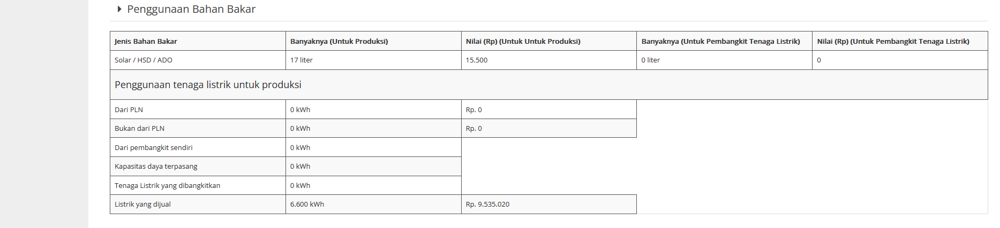 Penggunaan Bahan Bakar
Jenis Bahan Bakar Banyaknya (Untuk Produksi) Nilai (Rp) (Untuk Untuk Produksi) Banyaknya (Untuk Pembangkit Tenaga Listrik) Nilai (Rp) (Untuk Pembangkit Tenaga Listrik)
Solar / HSD / ADO 17 liter 15.500 0 liter 0
Penggunaan tenaga listrik untuk produksi
Dari PLN 0 kWh Rp. 0
Bukan dari PLN 0 kWh Rp. 0
Dari pembangkit sendiri 0 kWh
Kapasitas daya terpasang 0 kWh
Tenaga Listrik yang dibangkitkan 0 kWh
Listrik yang dijual 6.600 kWh Rp. 9.535.020